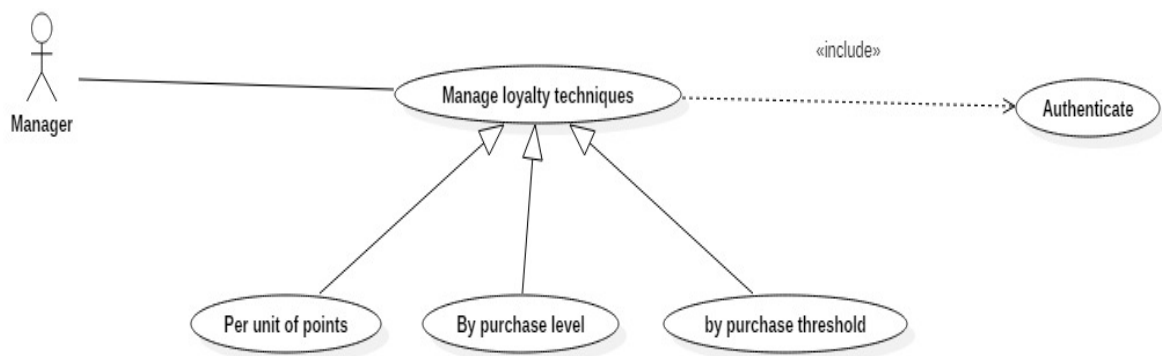 «include»
Manage loyalty techniques
Authenticate
Manager
Per unit of points
By purchase level
by purchase threshold